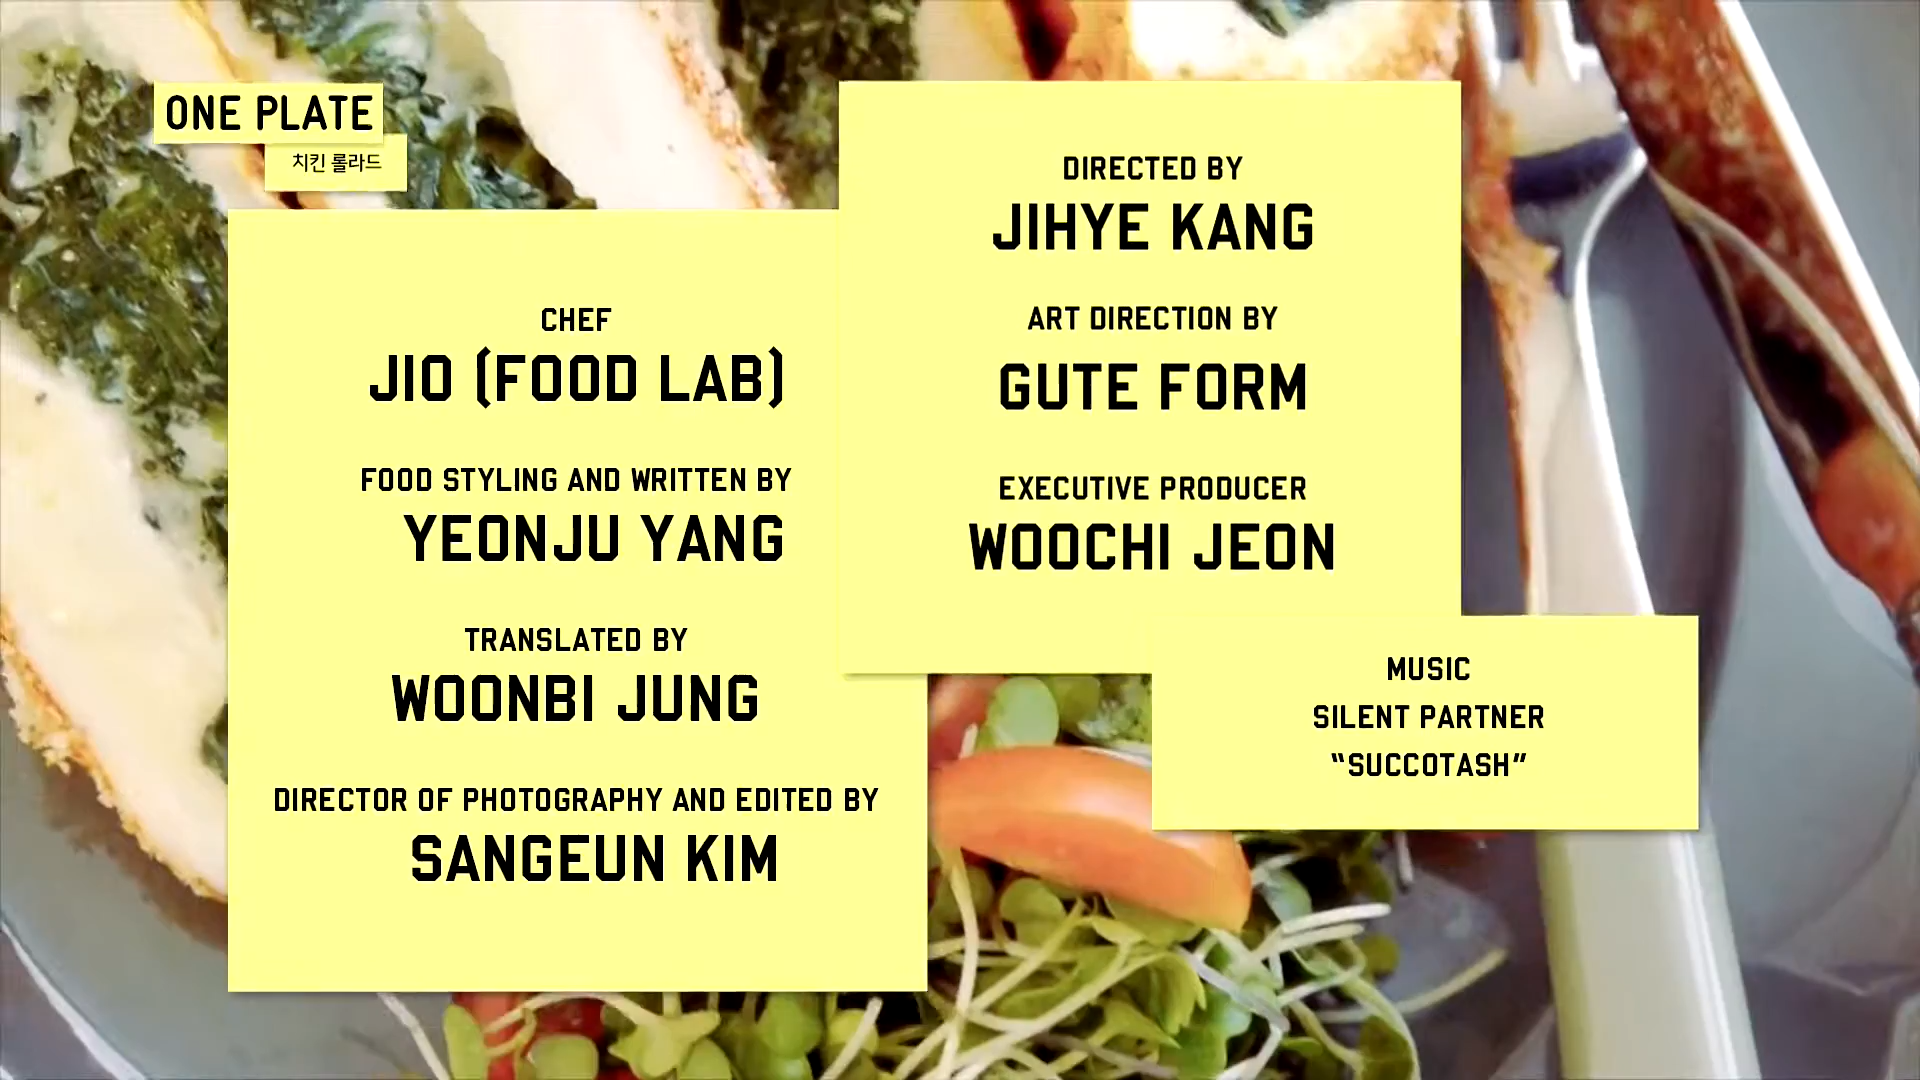 ONE PLATE
치킨 롤라드
CHEF
JIO (FOOD LAB)
FOOD STYLING AND WRITTEN BY
YEONJU YANG
TRANSLATED BY
WOONBI JUNG
DIRECTOR OF PHOTOGRAPHY AND EDITED BY
SANGEUN KIM
DIRECTED BY
JIHYE KANG
ART DIRECTION BY
GUTE FORM
EXECUTIVE PRODUCER
WOOCHI JEON
MUSIC
SILENT PARTNER
“SUCCOTASH”